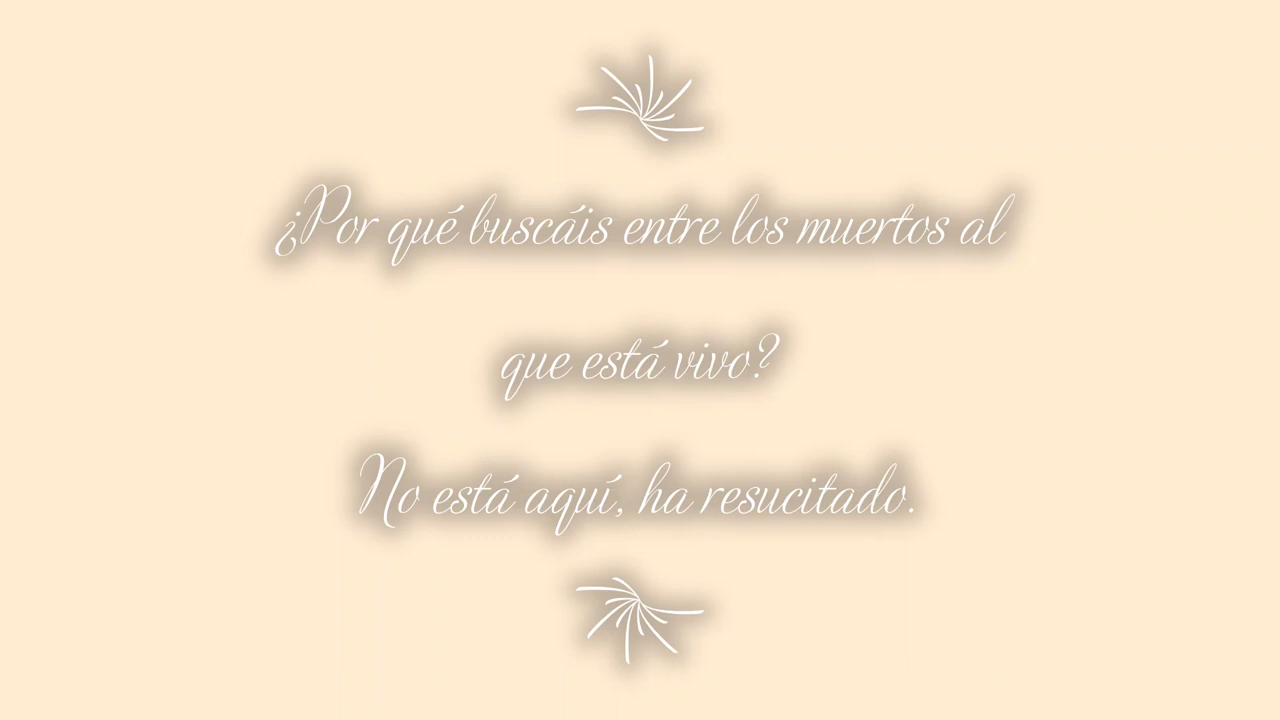 ¿Por qué buscáis entre los muertos al
que está vivo?
No está aquí, ha resucitado.